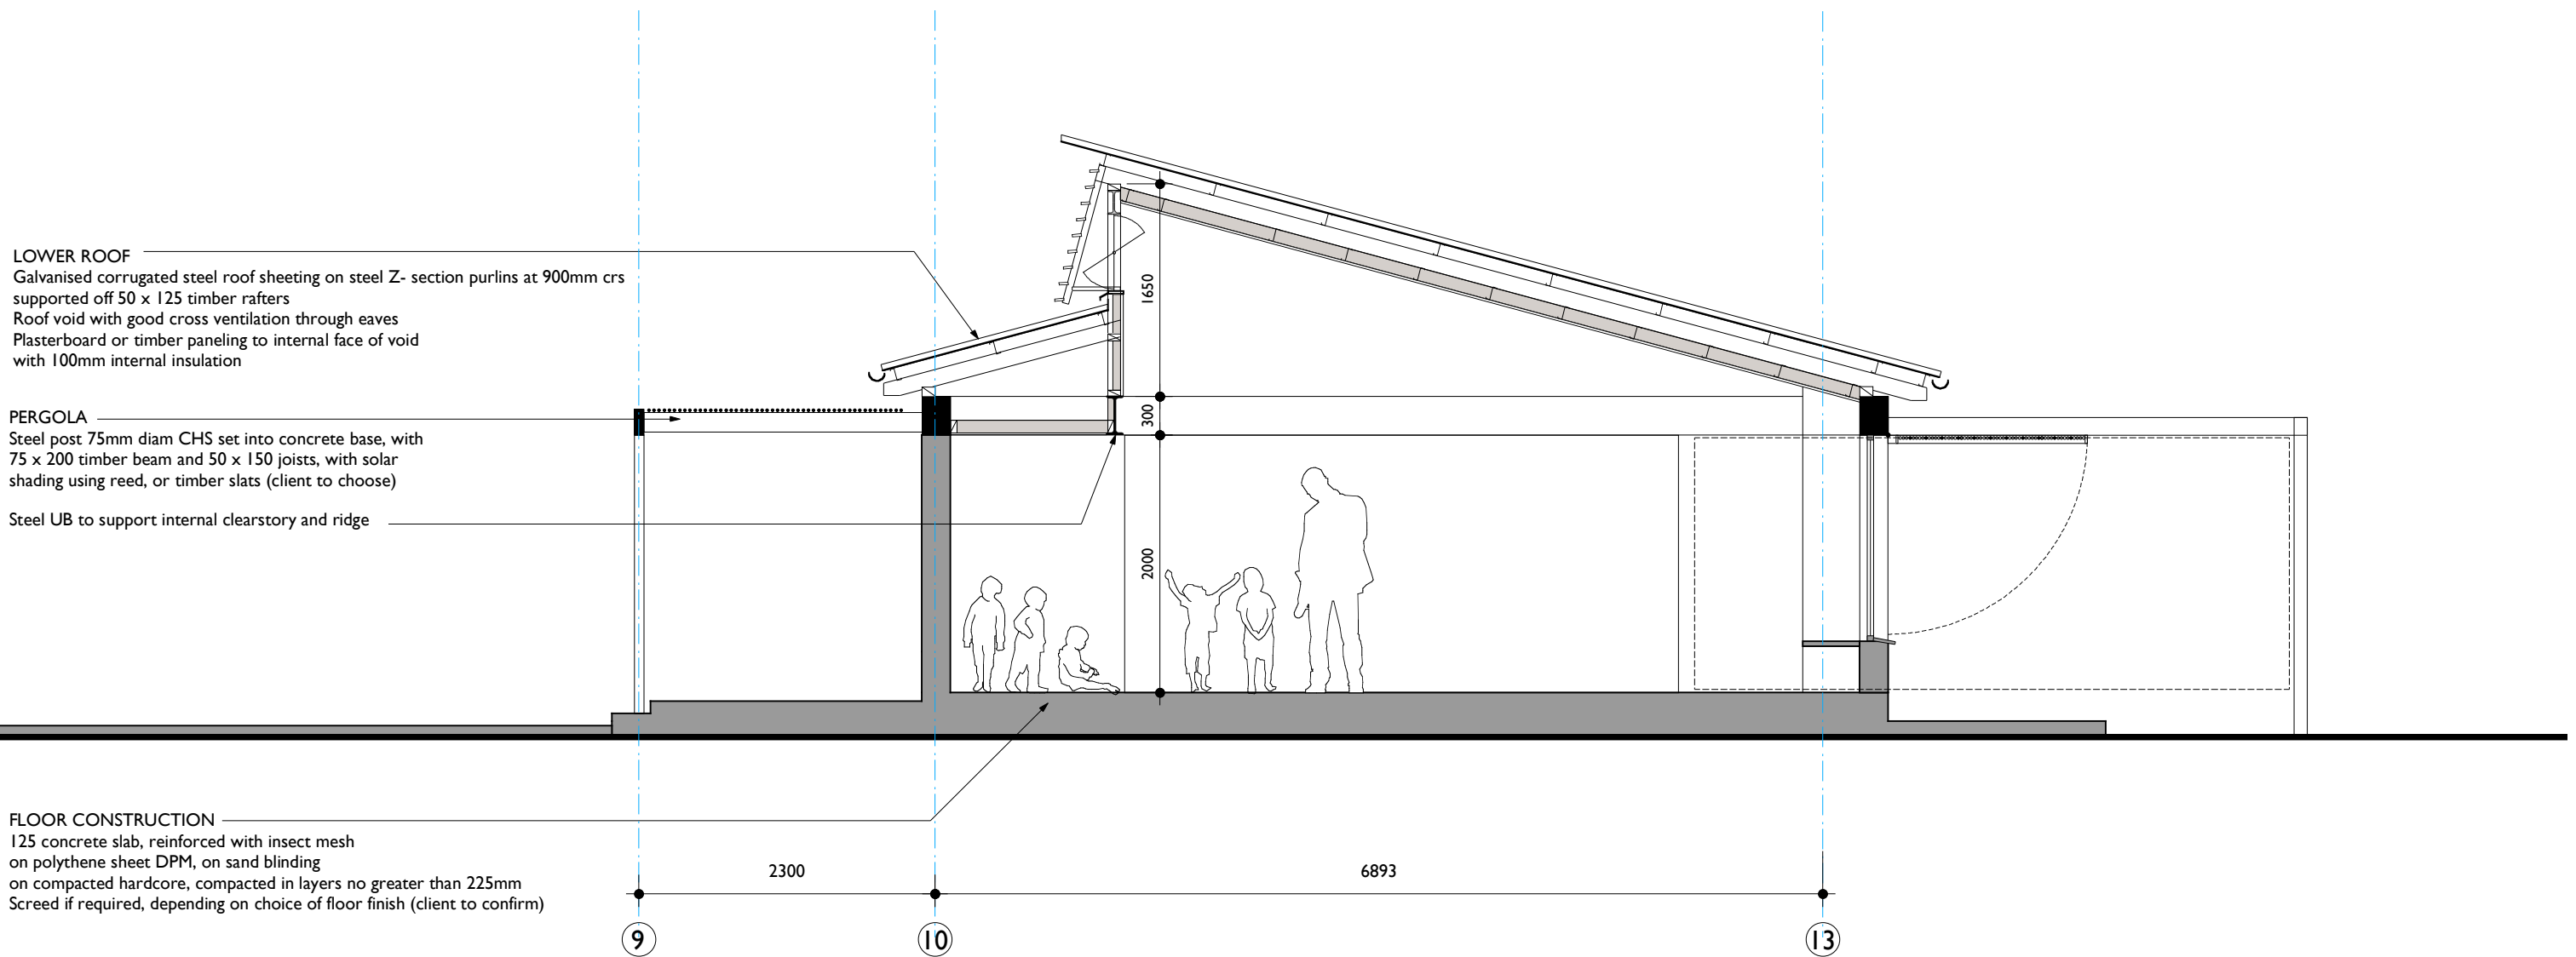 LOWER ROOF
Galvanised corrugated steel roof sheeting on steel Z- section purlins at 900mm crs
supported off 50 x 125 timber rafters
Roof void with good cross ventilation through eaves
Plasterboard or timber paneling to internal face of void
with 100mm internal insulation
PERGOLA
Steel post 75mm diam CHS set into concrete base, with
75 x 200 timber beam and 50 x 150 joists, with solar
shading using reed, or timber slats (client to choose)
Steel UB to support internal clearstory and ridge
1650
300
2000
FLOOR CONSTRUCTION
125 concrete slab, reinforced with insect mesh
on polythene sheet DPM, on sand blinding
on compacted hardcore, compacted in layers no greater than 225mm
Screed if required, depending on choice of floor finish (client to confirm)
2300
6893
9
10
13